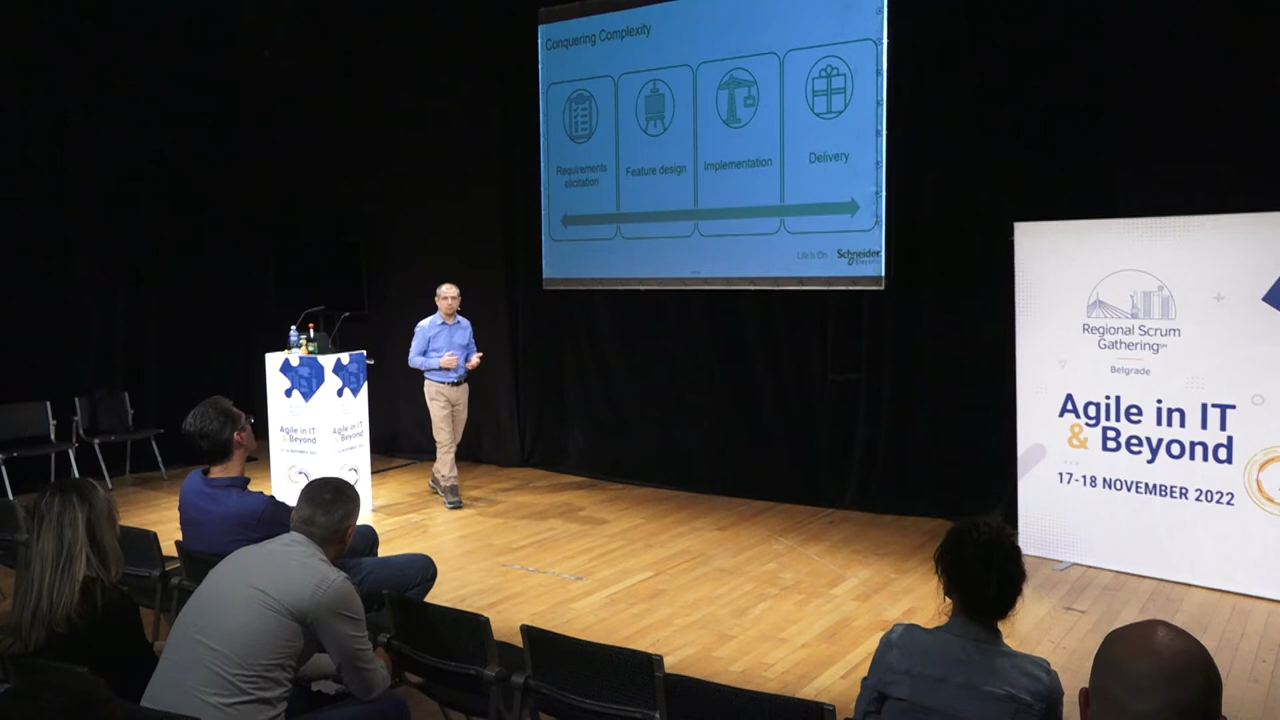 Conquering Complexity
Requirements
elicitation
Feature design
Implementation
Delivery
Life Is On
Schneider
Electric
Agile in IT
& Beyond
Agile in IT
& Beyond
Regional Scrum
Gathering
Belgrade
Agile in IT
& Beyond
17-18 NOVEMBER 2022